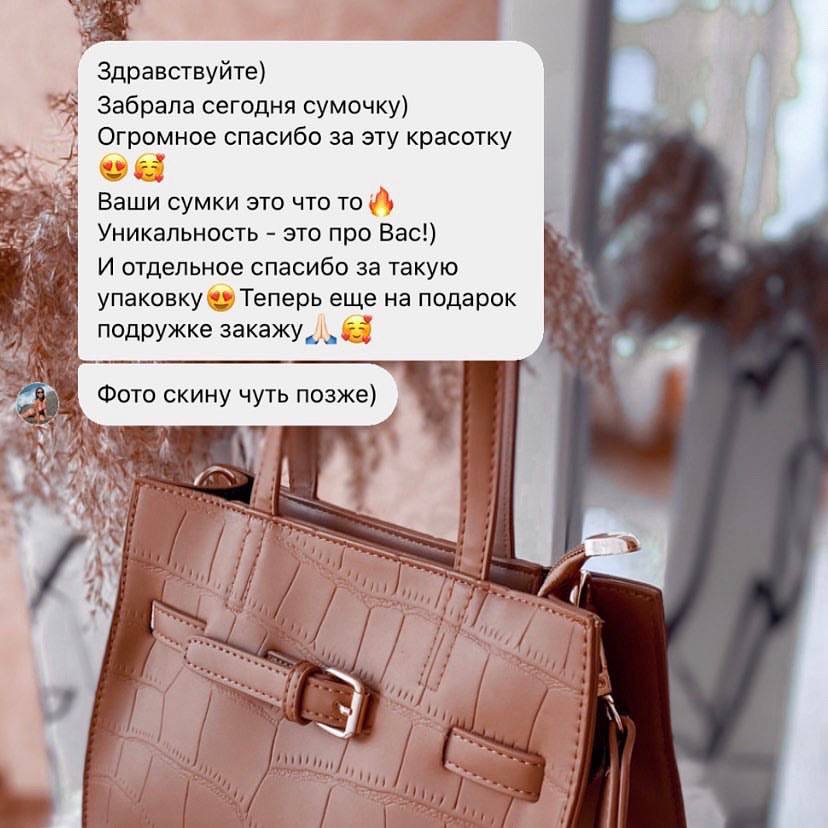 Здравствуйте)
Забрала сегодня сумочку)
Огромное спасибо за эту красотку
😍🥰
Ваши сумки это что то🔥
Уникальность - это про Вас!)
И отдельное спасибо за такую
упаковку😍Теперь еще на подарок
подружке закажу🙏🏻🥰
Фото скину чуть позже)